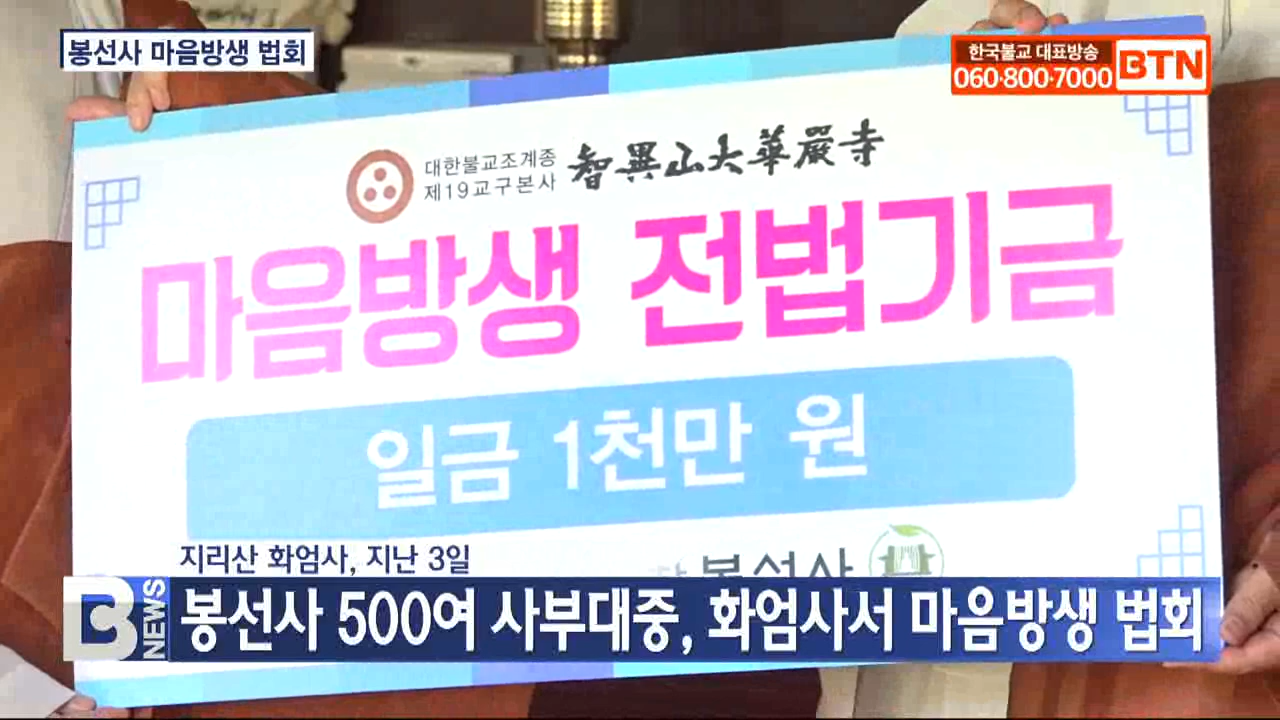 봉선사 마음방생 법회
한국불교 대표방송
060·800·7000
BTN
대한불교조계종
제19교구본사
智異山大華嚴寺
마음방생 전법기금
일금 1천만 원
봉선사
지리산 화엄사, 지난 3일
B NEWS
봉선사 500여 사부대중, 화엄사서 마음방생 법회